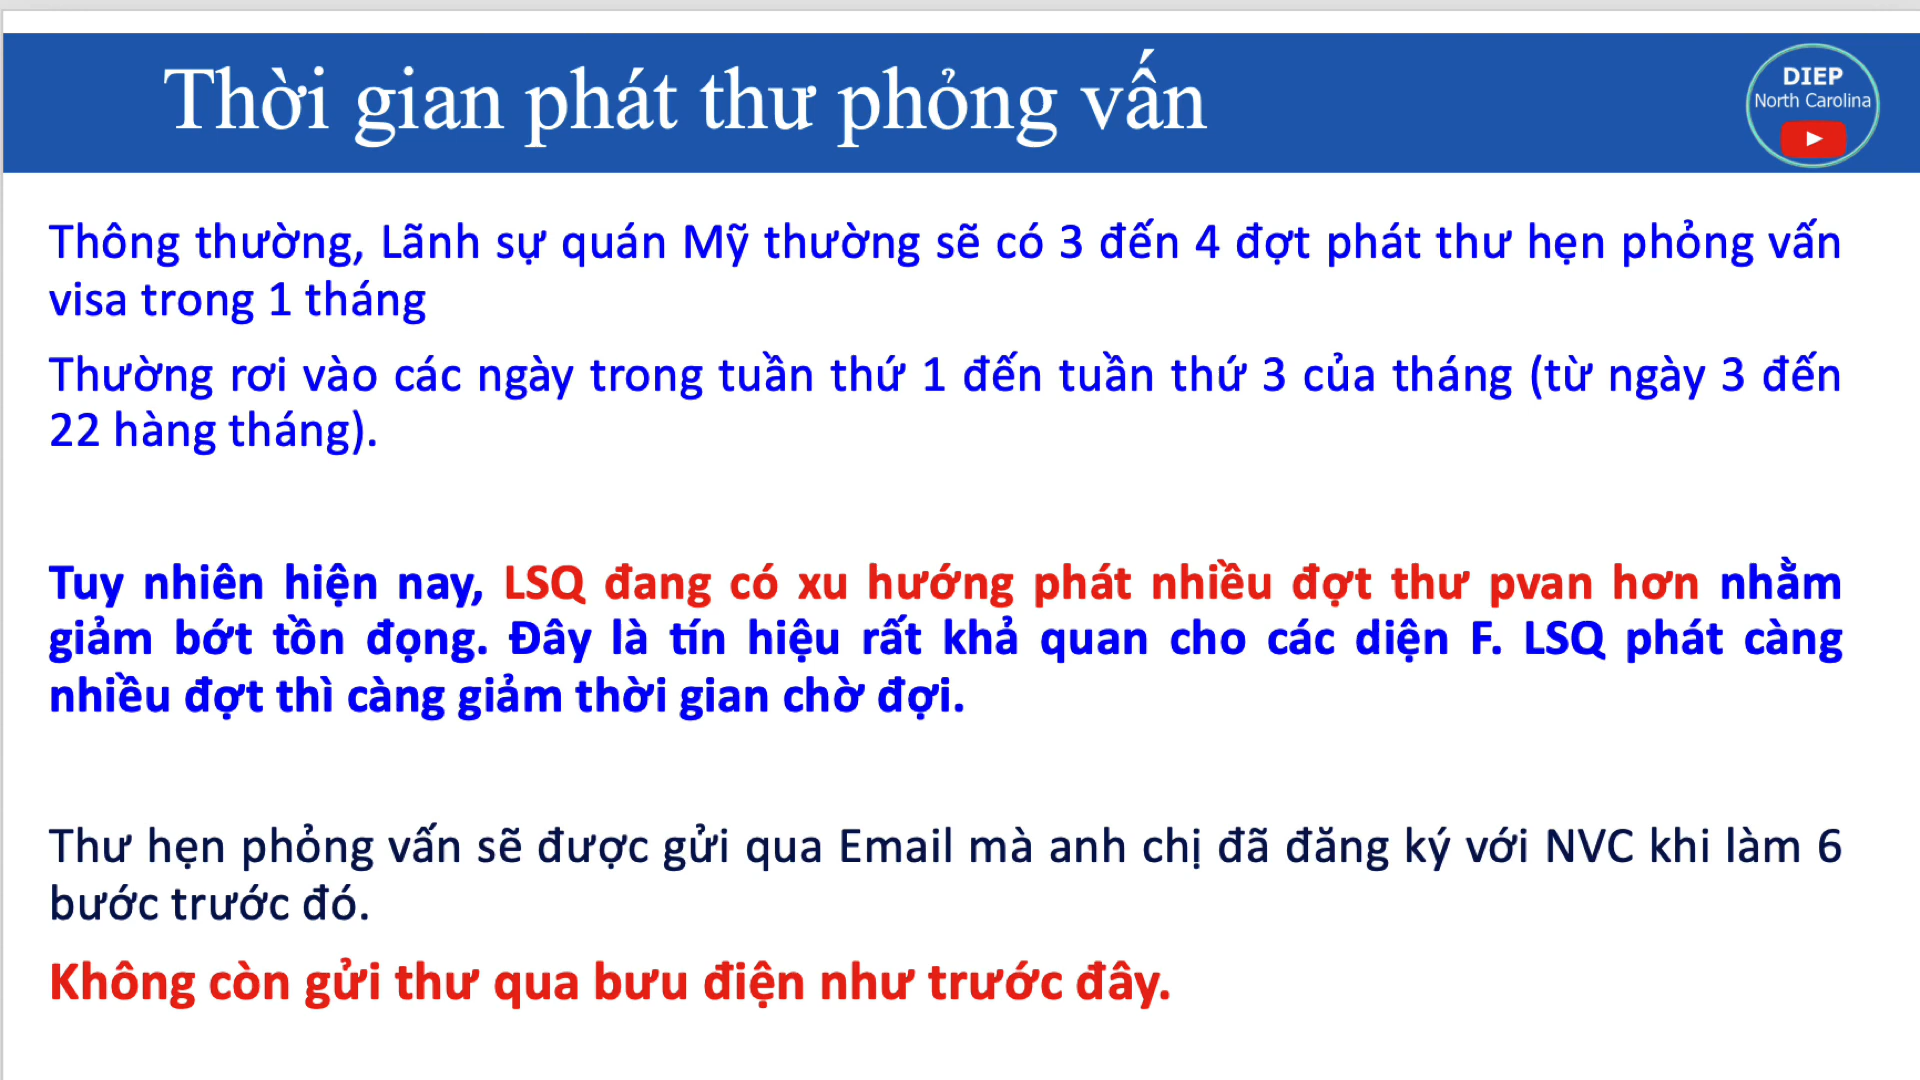 Thời gian phát thư phỏng vấn
DIEP
North Carolina
Thông thường, Lãnh sự quán Mỹ thường sẽ có 3 đến 4 đợt phát thư hẹn phỏng vấn
visa trong 1 tháng
Thường rơi vào các ngày trong tuần thứ 1 đến tuần thứ 3 của tháng (từ ngày 3 đến
22 hàng tháng).
Tuy nhiên hiện nay, LSQ đang có xu hướng phát nhiều đợt thư pvan hơn nhằm
giảm bớt tồn đọng. Đây là tín hiệu rất khả quan cho các diện F. LSQ phát càng
nhiều đợt thì càng giảm thời gian chờ đợi.
Thư hẹn phỏng vấn sẽ được gửi qua Email mà anh chị đã đăng ký với NVC khi làm 6
bước trước đó.
Không còn gửi thư qua bưu điện như trước đây.